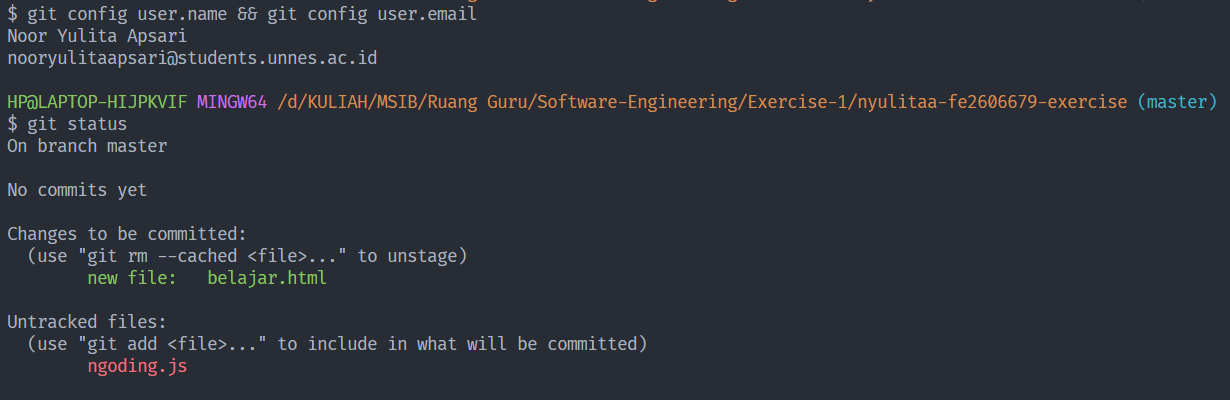 $ git config user.name && git config user.email
Noor Yulita Apsari
nooryulitaapsari@students.unnes.ac.id
HP@LAPTOP-HIJPKVIF MINGW64 /d/KULIAH/MSIB/Ruang Guru/Software-Engineering/Exercise-1/nyulitaa-fe2606679-exercise (master)
$ git status
On branch master
No commits yet
Changes to be committed:
  (use "git rm --cached <file>..." to unstage)
        new file:   belajar.html
Untracked files:
  (use "git add <file>..." to include in what will be committed)
        ngoding.js